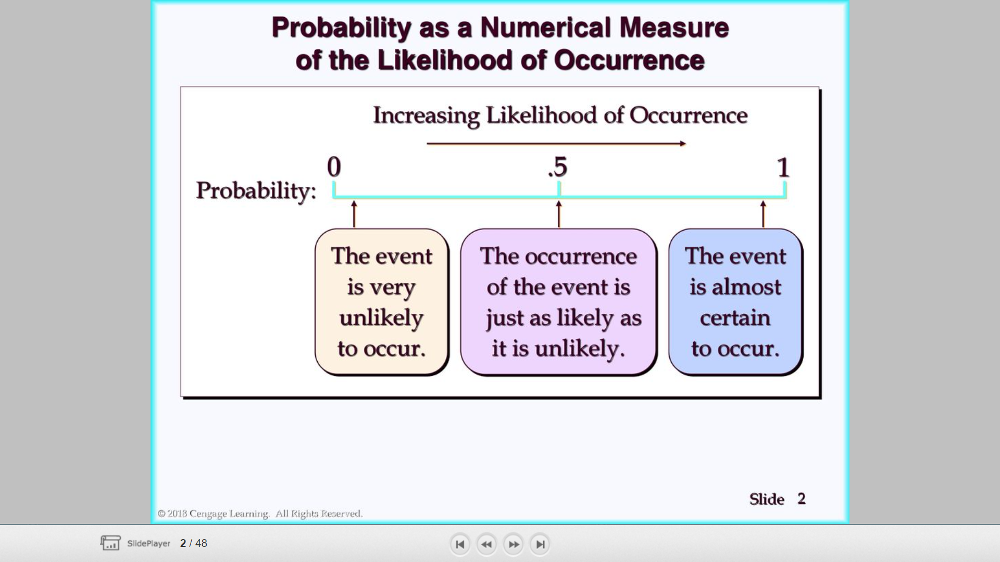 Probability as a Numerical Measure
of the Likelihood of Occurrence
Increasing Likelihood of Occurrence
0 .5 1
Probability:
The event
is very
unlikely
to occur.
The occurrence
of the event is
just as likely as
it is unlikely.
The event
is almost
certain
to occur.
Slide 2
© 2018 Cengage Learning. All Rights Reserved.
SlidePlayer 2 / 48